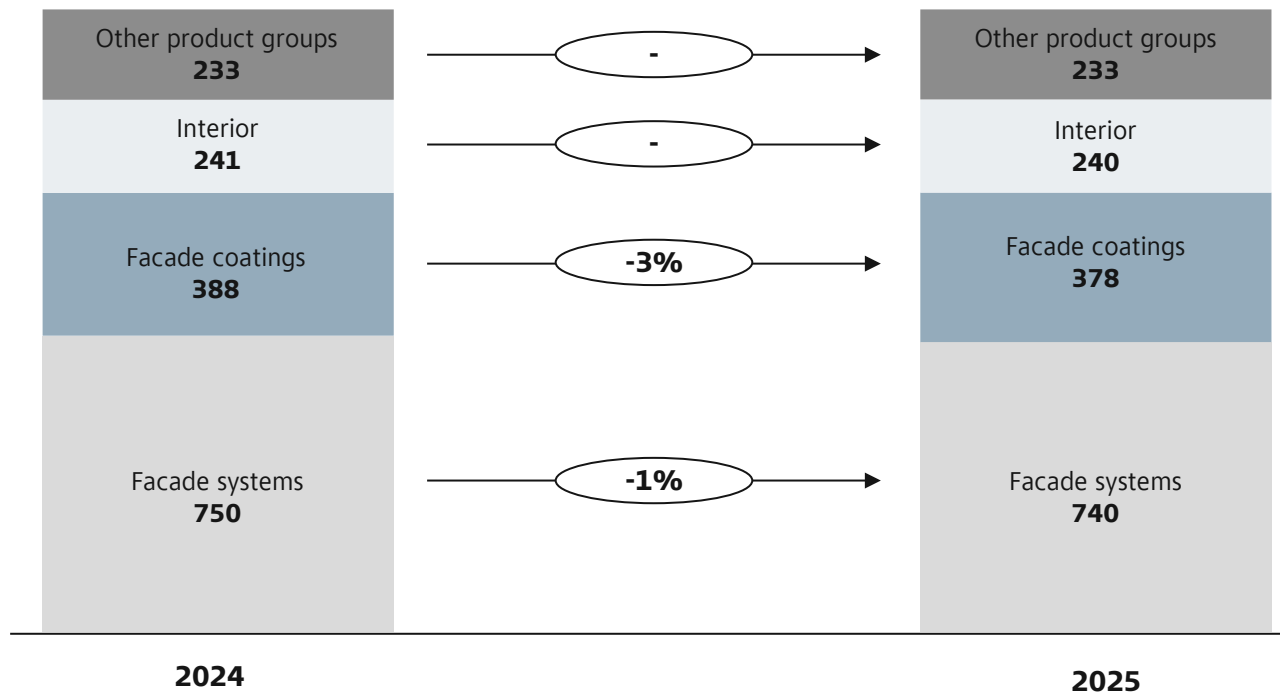 Other product groups
233
Interior
241
Facade coatings
388
Facade systems
750
2024
-
-
-3%
-1%
Other product groups
233
Interior
240
Facade coatings
378
Facade systems
740
2025